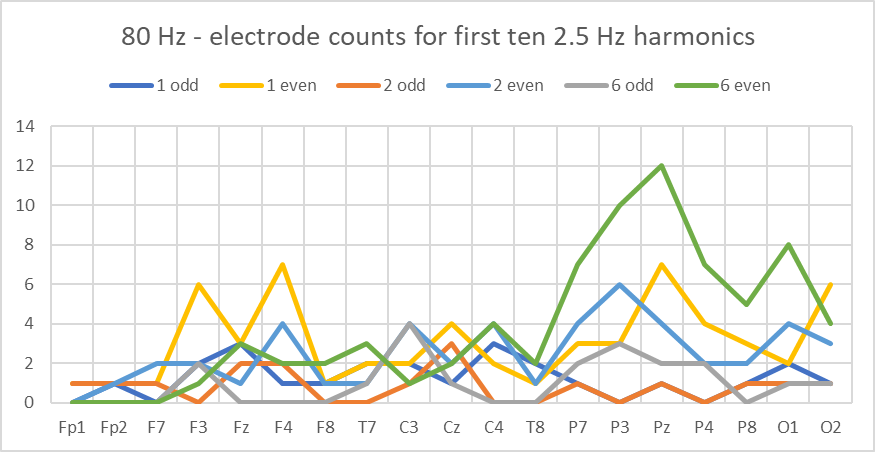 80 Hz - electrode counts for first ten 2.5 Hz harmonics
1 odd 1 even 2 odd 2 even 6 odd 6 even
14
12
10
8
6
4
2
0
Fp1 Fp2 F7 F3 Fz F4 F8 T7 C3 Cz C4 T8 P7 P3 Pz P4 P8 O1 O2